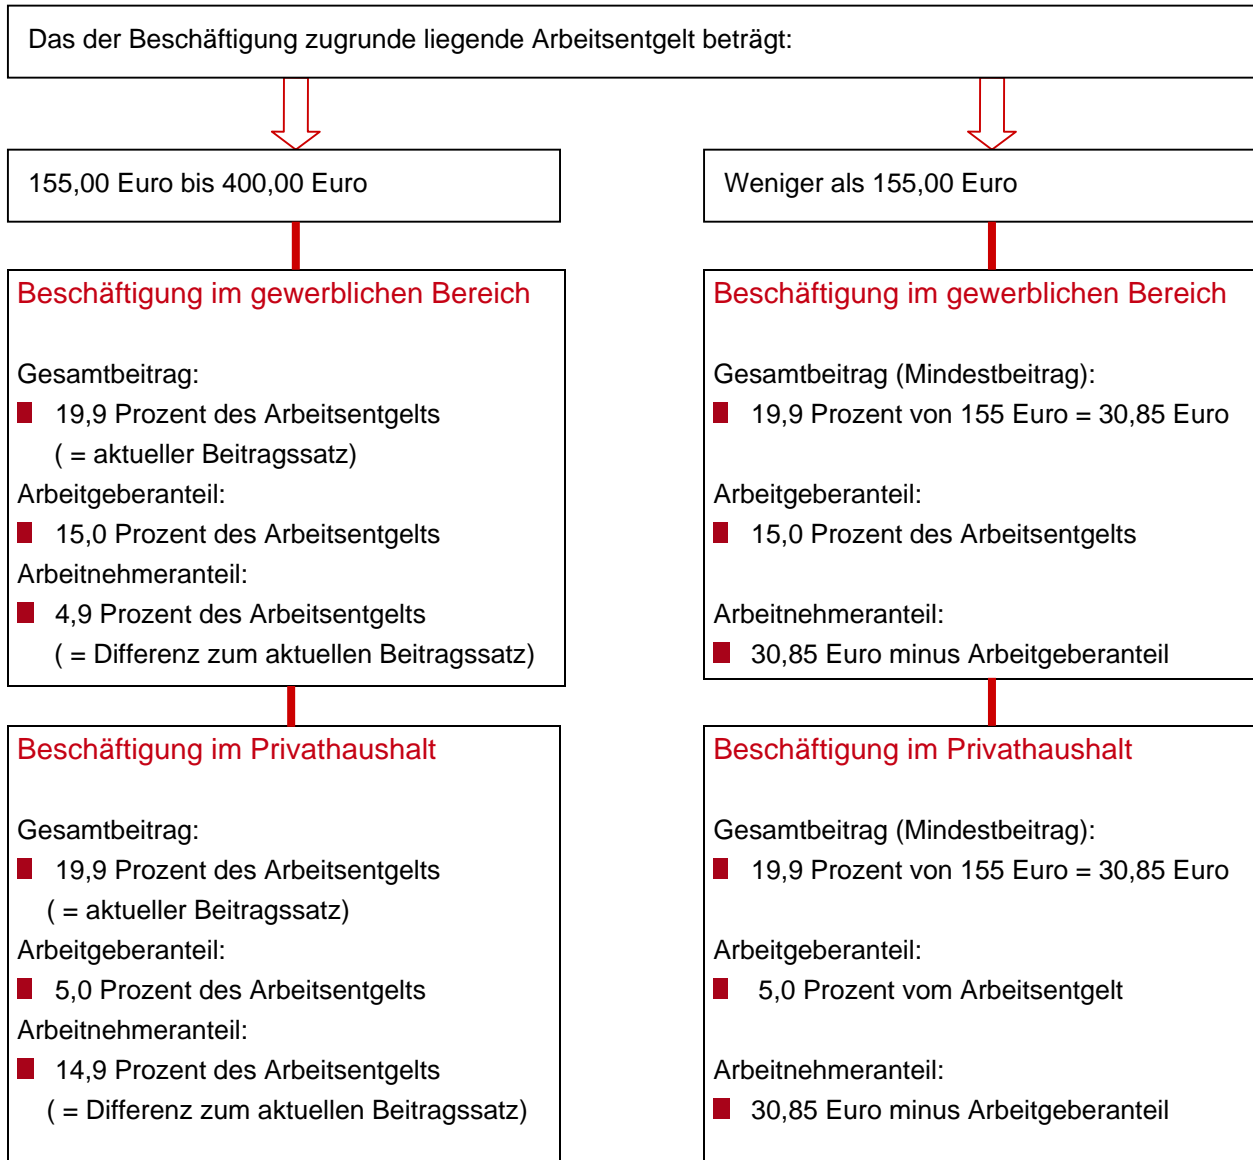 Das der Beschäftigung zugrunde liegende Arbeitsentgelt beträgt:
155,00 Euro bis 400,00 Euro
Beschäftigung im gewerblichen Bereich
Gesamtbeitrag:
19,9 Prozent des Arbeitsentgelts
( = aktueller Beitragssatz)
Arbeitgeberanteil:
15,0 Prozent des Arbeitsentgelts
Arbeitnehmeranteil:
4,9 Prozent des Arbeitsentgelts
( = Differenz zum aktuellen Beitragssatz)
Beschäftigung im Privathaushalt
Gesamtbeitrag:
19,9 Prozent des Arbeitsentgelts
( = aktueller Beitragssatz)
Arbeitgeberanteil:
5,0 Prozent des Arbeitsentgelts
Arbeitnehmeranteil:
14,9 Prozent des Arbeitsentgelts
( = Differenz zum aktuellen Beitragssatz)
Weniger als 155,00 Euro
Beschäftigung im gewerblichen Bereich
Gesamtbeitrag (Mindestbeitrag):
19,9 Prozent von 155 Euro = 30,85 Euro
Arbeitgeberanteil:
15,0 Prozent des Arbeitsentgelts
Arbeitnehmeranteil:
30,85 Euro minus Arbeitgeberanteil
Beschäftigung im Privathaushalt
Gesamtbeitrag (Mindestbeitrag):
19,9 Prozent von 155 Euro = 30,85 Euro
Arbeitgeberanteil:
5,0 Prozent vom Arbeitsentgelt
Arbeitnehmeranteil:
30,85 Euro minus Arbeitgeberanteil